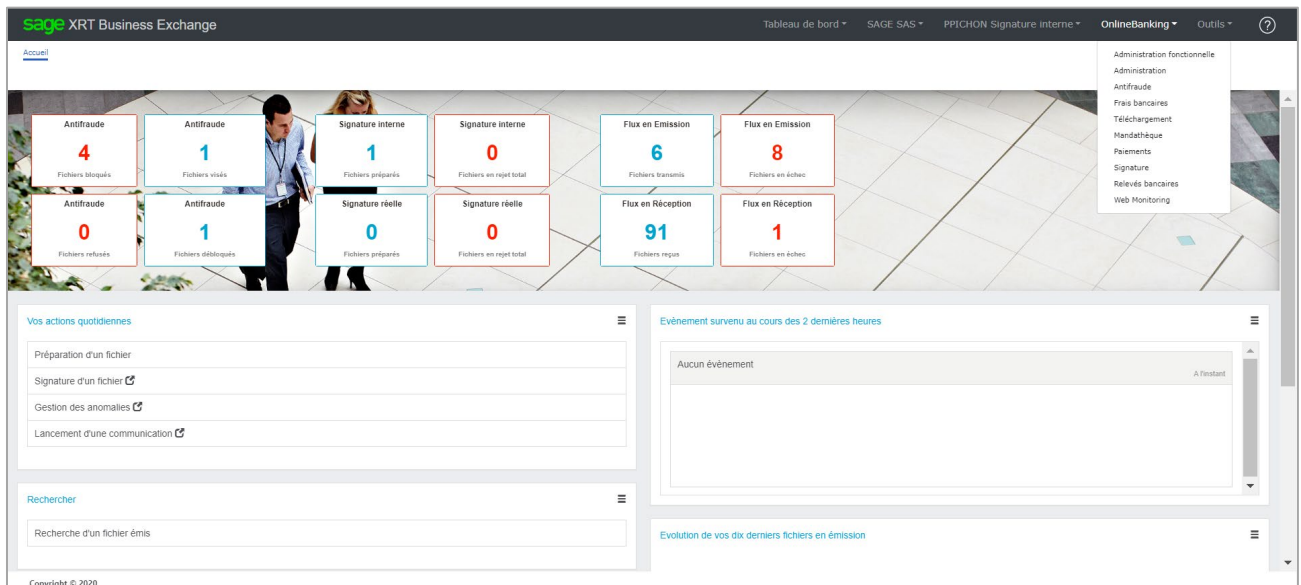 sage XRT Business Exchange
Tableau de bord
SAGE SAS
PPICHON Signature interne
OnlineBanking
Outils
?
Accueil
Administration fonctionnelle
Administration
Antifraude
Frais bancaires
Téléchargement
Mandathèque
Paiements
Signature
Relevés bancaires
Web Monitoring
Antifraude
4
Fichiers bloqués
Antifraude
1
Fichiers visés
Signature interne
1
Fichiers préparés
Signature interne
0
Fichiers en rejet total
Flux en Emission
6
Fichiers transmis
Flux en Emission
8
Fichiers en échec
Antifraude
0
Fichiers refusés
Antifraude
1
Fichiers débloqués
Signature réelle
0
Fichiers préparés
Signature réelle
0
Fichiers en rejet total
Flux en Réception
91
Fichiers reçus
Flux en Réception
1
Fichiers en échec
Vos actions quotidiennes
Préparation d'un fichier
Signature d'un fichier
Gestion des anomalies
Lancement d'une communication
Rechercher
Recherche d'un fichier émis
Evènement survenu au cours des 2 dernières heures
Aucun évènement
A l'instant
Evolution de vos dix derniers fichiers en émission
Copyright © 2020